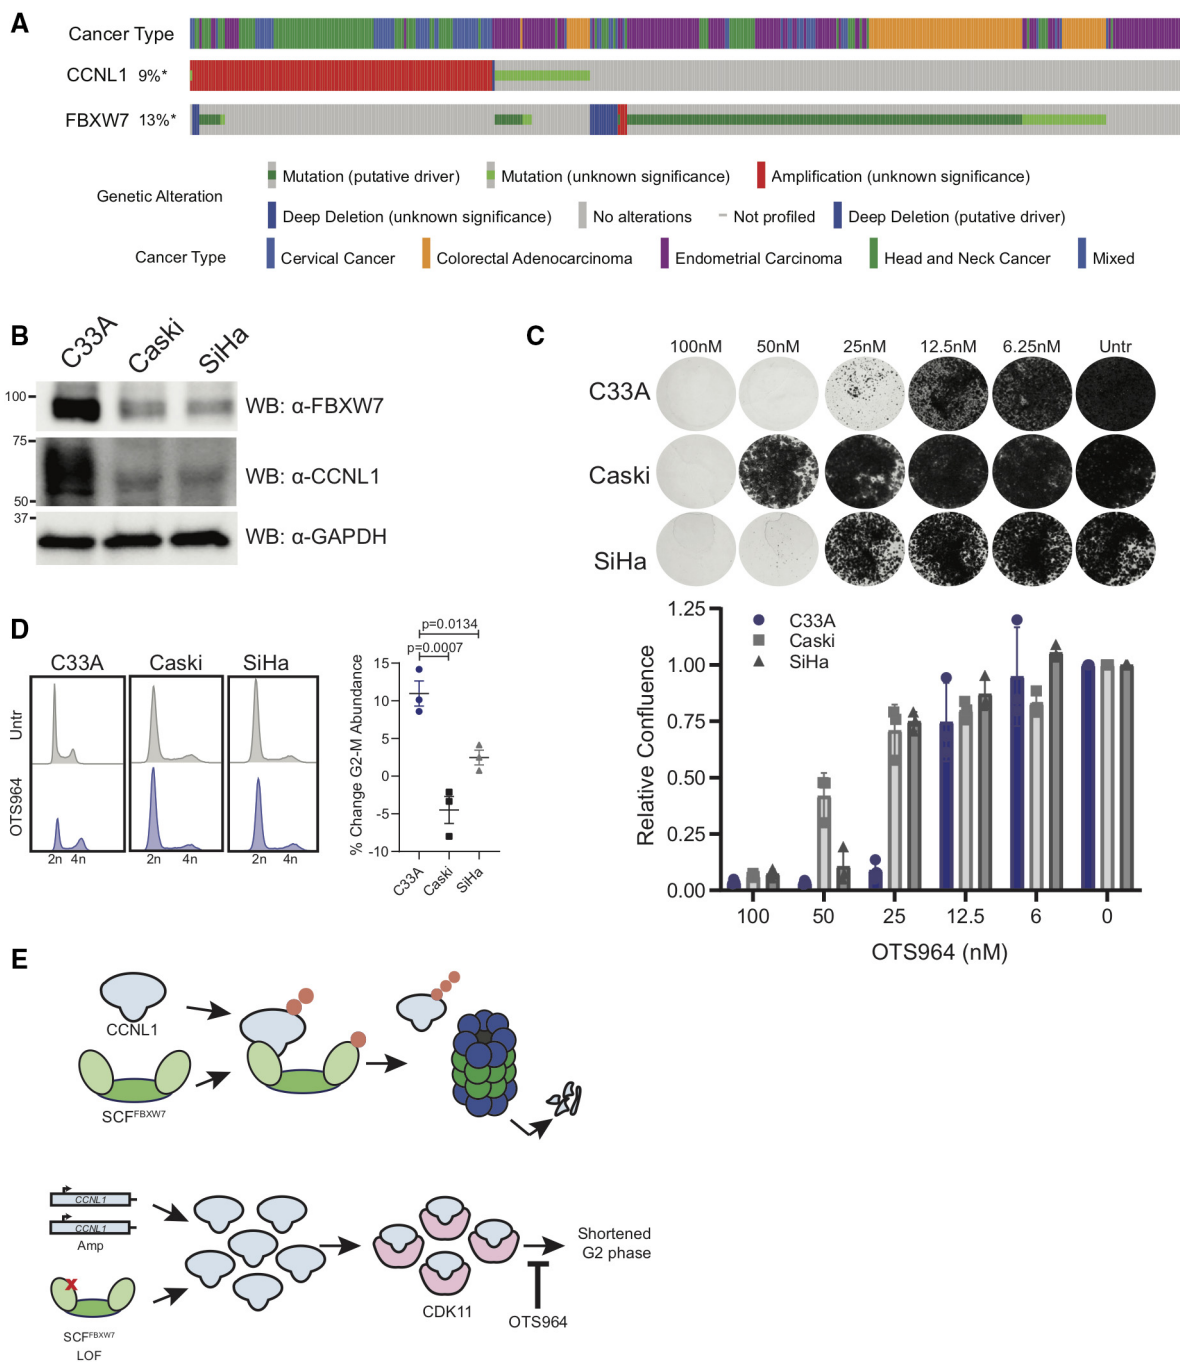 A
Cancer Type
CCNL1 9%*
FBXW7 13%*
Genetic Alteration
Mutation (putative driver)
Mutation (unknown significance)
Amplification (unknown significance)
Deep Deletion (unknown significance)
No alterations
Not profiled
Deep Deletion (putative driver)
Cancer Type
Cervical Cancer
Colorectal Adenocarcinoma
Endometrial Carcinoma
Head and Neck Cancer
Mixed
B
C33A Caski SiHa
100
WB: α-FBXW7
75
WB: α-CCNL1
50
37
WB: α-GAPDH
C
100nM 50nM 25nM 12.5nM 6.25nM Untr
C33A
Caski
SiHa
1.25
1.00
0.75
0.50
0.25
0.00
Relative Confluence
C33A
Caski
SiHa
100 50 25 12.5 6 0
OTS964 (nM)
D
C33A Caski SiHa
Untr
OTS964
2n 4n 2n 4n 2n 4n
p=0.0134
p=0.0007
% Change G2-M Abundance
15
10
5
0
-5
-10
C33A Caski SiHa
E
CCNL1
SCFFBXW7
CCNL1
CCNL1
Amp
SCFFBXW7
LOF
CDK11
Shortened
G2 phase
OTS964